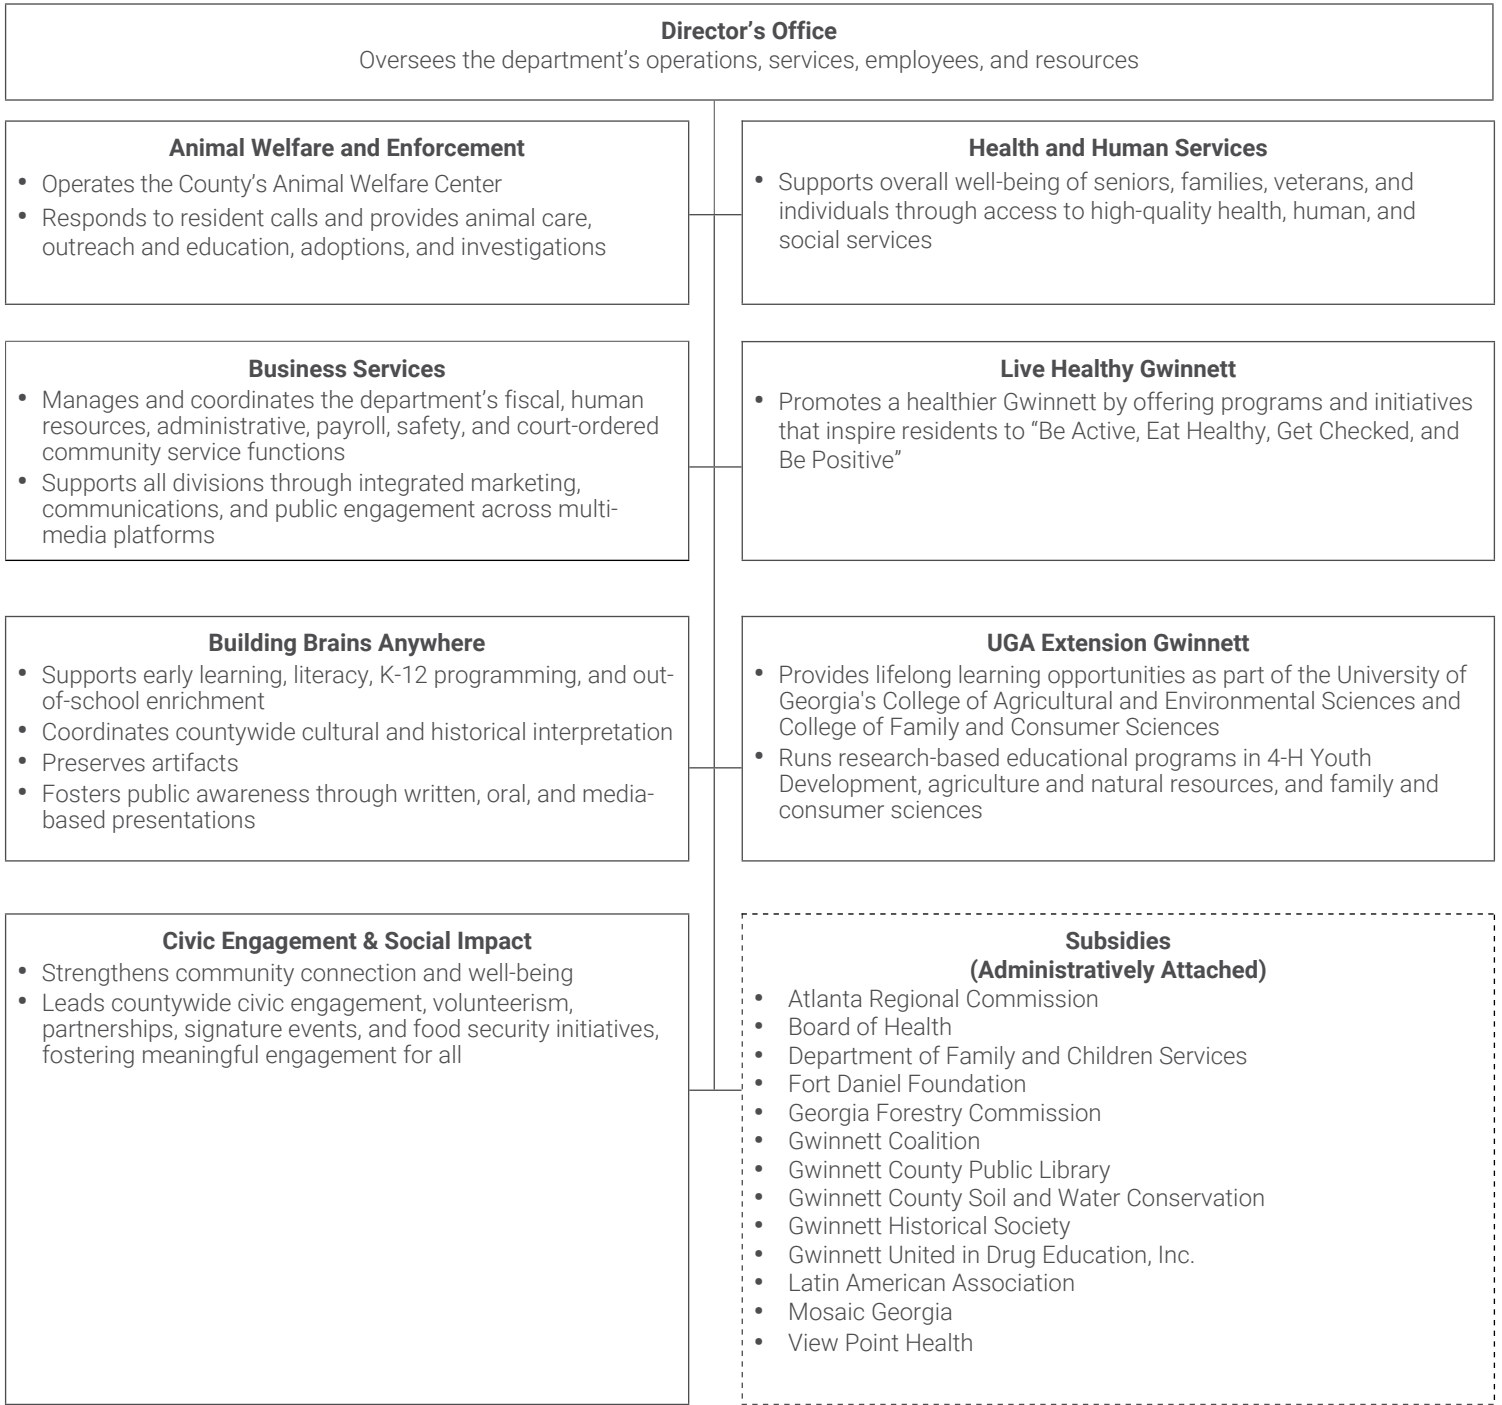 Director’s Office
Oversees the department’s operations, services, employees, and resources
Animal Welfare and Enforcement
• Operates the County’s Animal Welfare Center
• Responds to resident calls and provides animal care,
outreach and education, adoptions, and investigations
Health and Human Services
• Supports overall well-being of seniors, families, veterans, and
individuals through access to high-quality health, human, and
social services
Business Services
• Manages and coordinates the department’s fiscal, human
resources, administrative, payroll, safety, and court-ordered
community service functions
• Supports all divisions through integrated marketing,
communications, and public engagement across multi-
media platforms
Live Healthy Gwinnett
• Promotes a healthier Gwinnett by offering programs and initiatives
that inspire residents to “Be Active, Eat Healthy, Get Checked, and
Be Positive”
Building Brains Anywhere
• Supports early learning, literacy, K-12 programming, and out-
of-school enrichment
• Coordinates countywide cultural and historical interpretation
• Preserves artifacts
• Fosters public awareness through written, oral, and media-
based presentations
UGA Extension Gwinnett
• Provides lifelong learning opportunities as part of the University of
Georgia's College of Agricultural and Environmental Sciences and
College of Family and Consumer Sciences
• Runs research-based educational programs in 4-H Youth
Development, agriculture and natural resources, and family and
consumer sciences
Civic Engagement & Social Impact
• Strengthens community connection and well-being
• Leads countywide civic engagement, volunteerism,
partnerships, signature events, and food security initiatives,
fostering meaningful engagement for all
Subsidies
(Administratively Attached)
• Atlanta Regional Commission
• Board of Health
• Department of Family and Children Services
• Fort Daniel Foundation
• Georgia Forestry Commission
• Gwinnett Coalition
• Gwinnett County Public Library
• Gwinnett County Soil and Water Conservation
• Gwinnett Historical Society
• Gwinnett United in Drug Education, Inc.
• Latin American Association
• Mosaic Georgia
• View Point Health